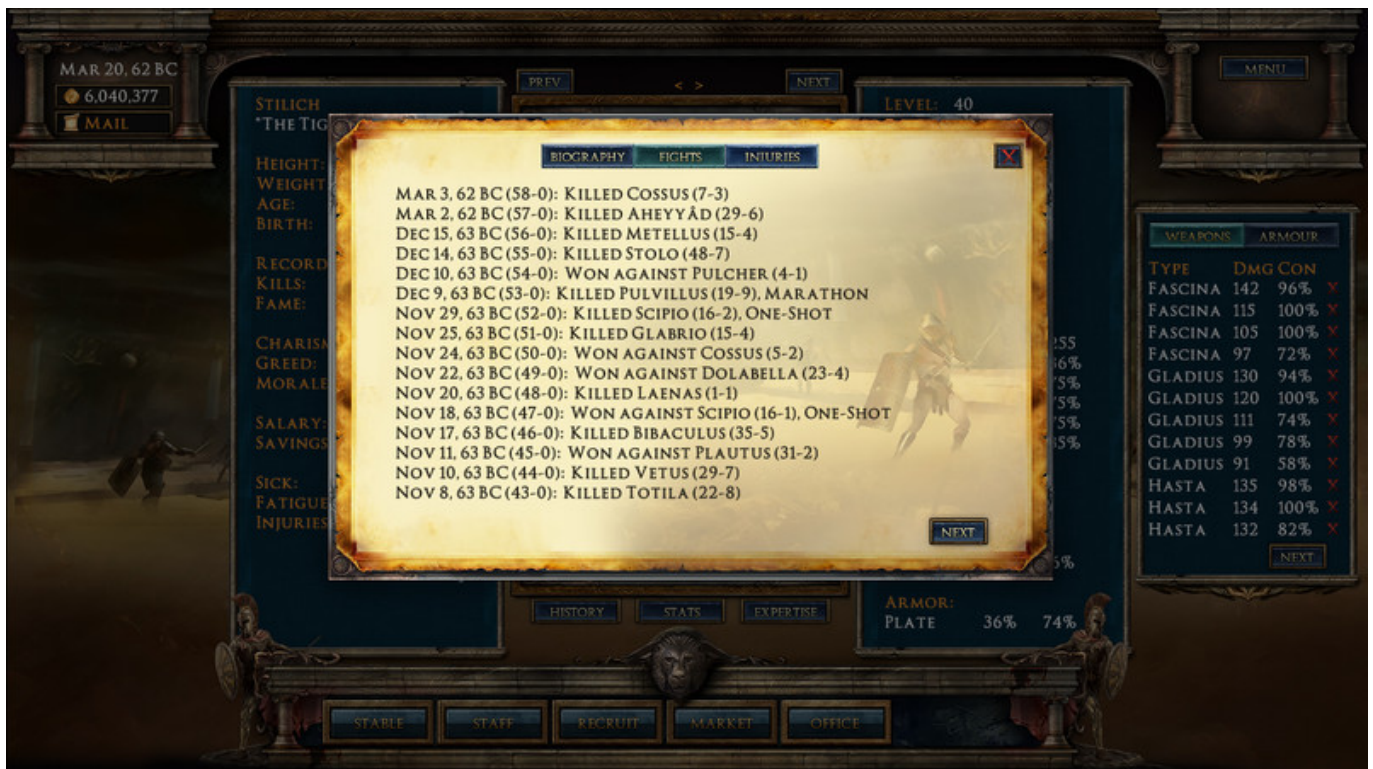 Mar 20, 62 BC
6,040,377
Mail
PREV
< >
NEXT
MENU
Stilich
"The Tig
Height:
Weight
Age:
Birth:
Record
Kills:
Fame:
Charism
Greed:
Morale
Salary:
Savings
Sick:
Fatigue
Injuries
Level: 40
BIOGRAPHY FIGHTS INJURIES
X
Mar 3, 62 BC (58-0): Killed Cossus (7-3)
Mar 2, 62 BC (57-0): Killed Aheyyåd (29-6)
Dec 15, 63 BC (56-0): Killed Metellus (15-4)
Dec 14, 63 BC (55-0): Killed Stolo (48-7)
Dec 10, 63 BC (54-0): Won against Pulcher (4-1)
Dec 9, 63 BC (53-0): Killed Pulvillus (19-9), Marathon
Nov 29, 63 BC (52-0): Killed Scipio (16-2), One-Shot
Nov 25, 63 BC (51-0): Killed Glabrio (15-4)
Nov 24, 63 BC (50-0): Won against Cossus (5-2)
Nov 22, 63 BC (49-0): Won against Dolabella (23-4)
Nov 20, 63 BC (48-0): Killed Laenas (1-1)
Nov 18, 63 BC (47-0): Won against Scipio (16-1), One-Shot
Nov 17, 63 BC (46-0): Killed Bibaculus (35-5)
Nov 11, 63 BC (45-0): Won against Plautus (31-2)
Nov 10, 63 BC (44-0): Killed Vetus (29-7)
Nov 8, 63 BC (43-0): Killed Totila (22-8)
NEXT
255
6%
5%
5%
5%
5%
5%
Armor:
Plate 36% 74%
WEAPONS ARMOUR
Type Dmg Con
Fascina 142 96% X
Fascina 115 100% X
Fascina 105 100% X
Fascina 97 72% X
Gladius 130 94% X
Gladius 120 100% X
Gladius 111 74% X
Gladius 99 78% X
Gladius 91 58% X
Hasta 135 98% X
Hasta 134 100% X
Hasta 132 82% X
NEXT
HISTORY STATS EXPERTISE
STABLE STAFF RECRUIT MARKET OFFICE